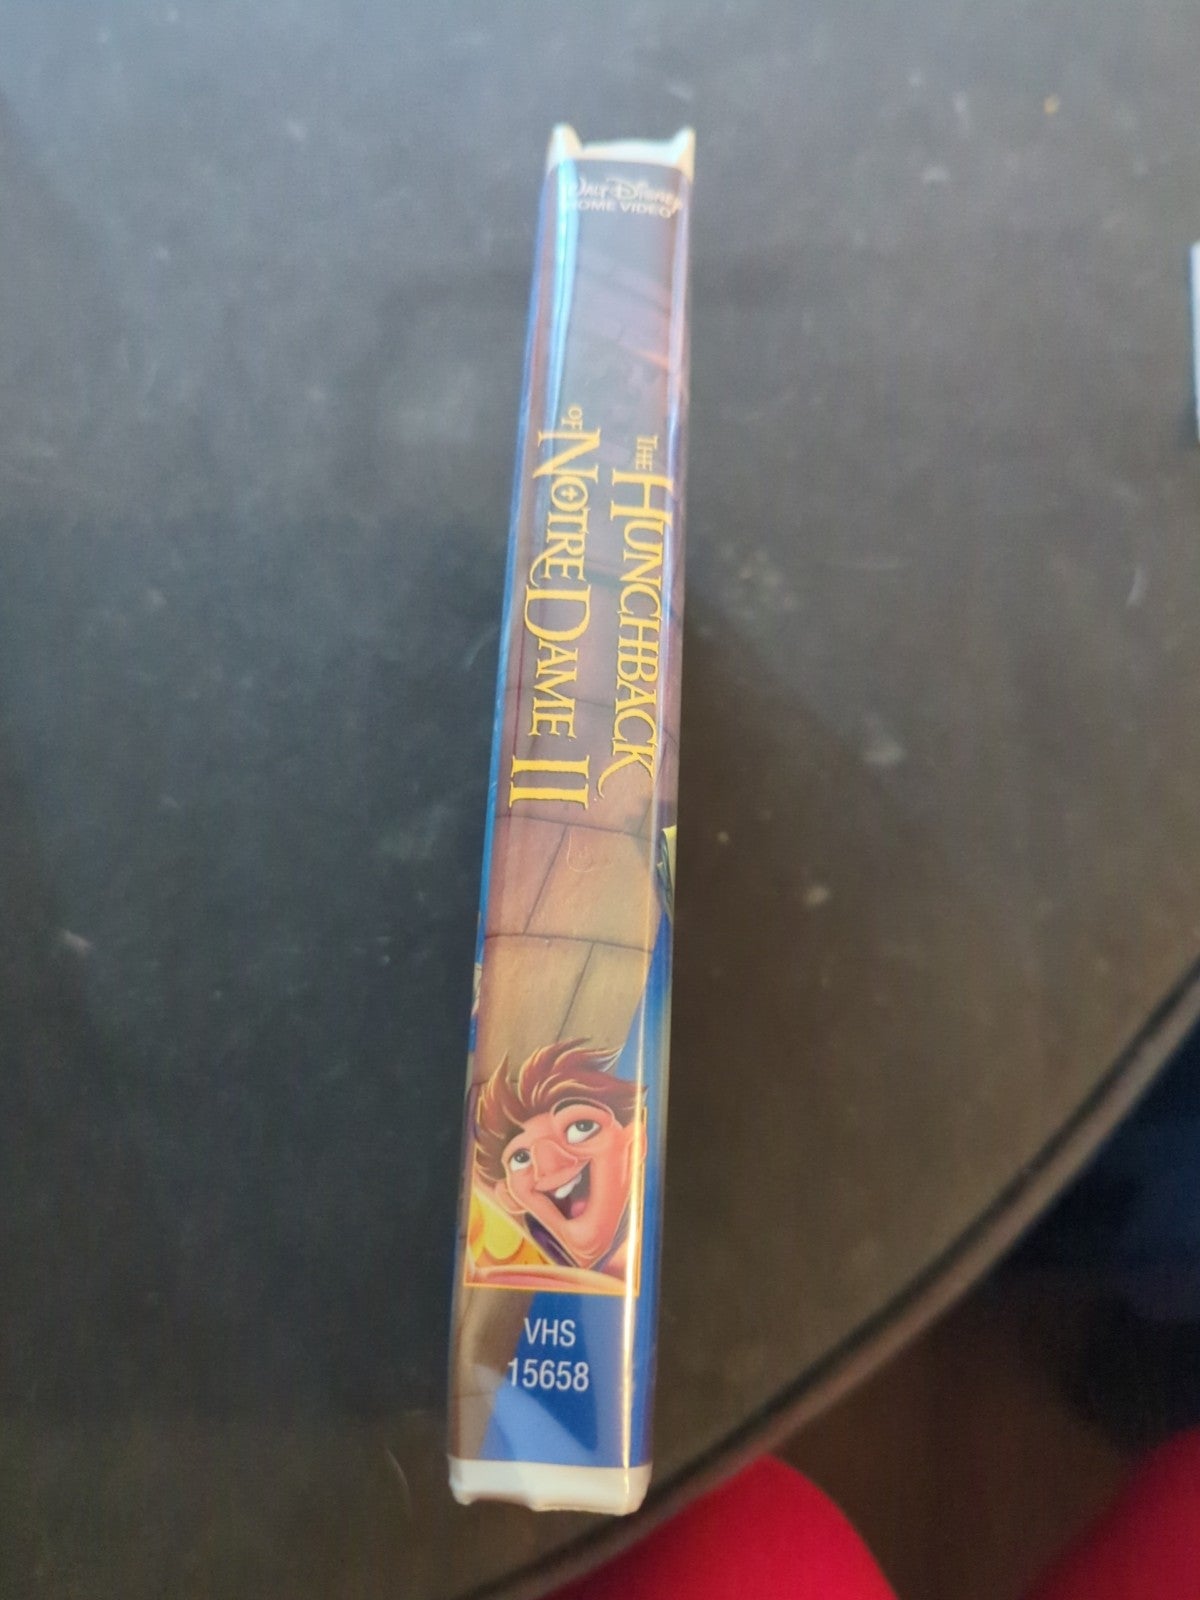 WALT DISNEY
HOME VIDEO
THE HUNCHBACK
OF NOTRE DAME II
VHS
15658